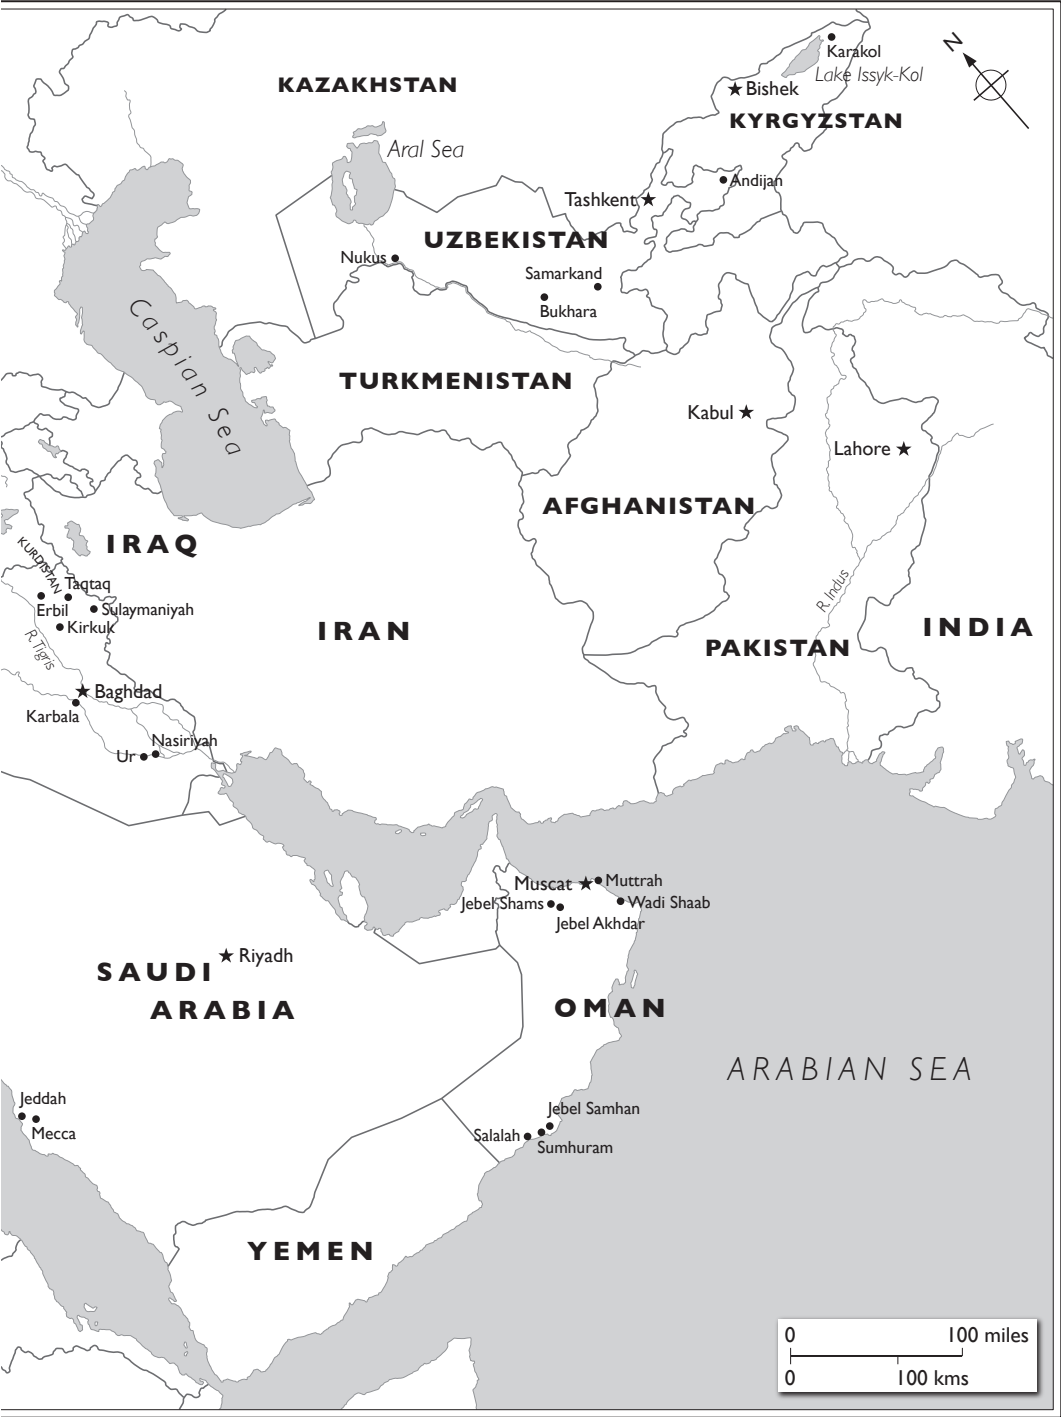 N
Karakol
Lake Issyk-Kol
KAZAKHSTAN
Bishek
KYRGYZSTAN
Aral Sea
Andijan
Tashkent
UZBEKISTAN
Nukus
Samarkand
Bukhara
Caspian Sea
TURKMENISTAN
Kabul
Lahore
AFGHANISTAN
IRAQ
KURDISTAN
Taqtaq
Erbil
Sulaymaniyah
Kirkuk
R. Tigris
R. Indus
IRAN
INDIA
PAKISTAN
Baghdad
Karbala
Nasiriyah
Ur
Muscat
Muttrah
Jebel Shams
Wadi Shaab
Jebel Akhdar
Riyadh
SAUDI
ARABIA
OMAN
ARABIAN SEA
Jeddah
Mecca
Jebel Samhan
Salalah
Sumhuram
YEMEN
0 100 miles
0 100 kms